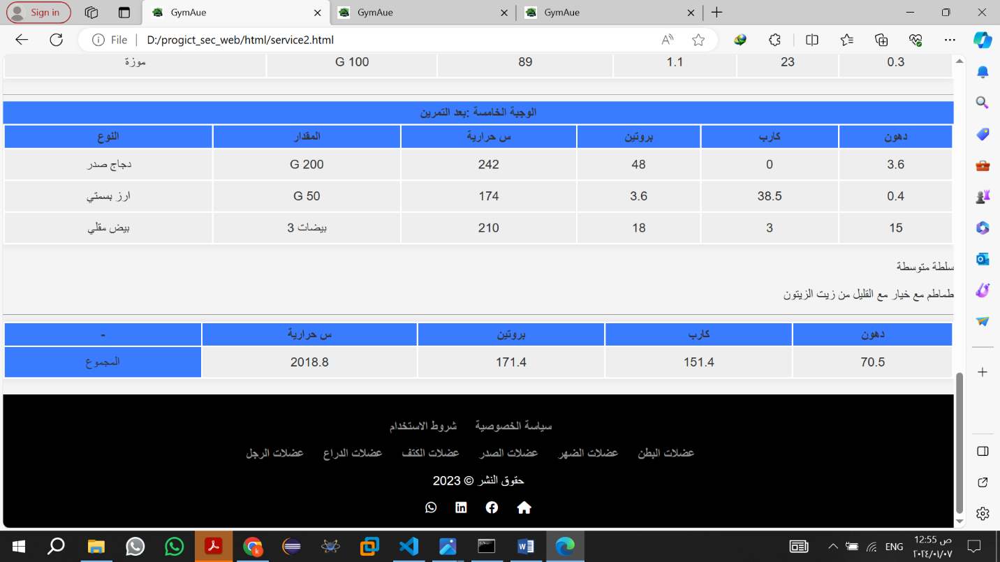 Sign in GymAue GymAue GymAue
File D:/progict_sec_web/html/service2.html
موزة G 100 89 1.1 23 0.3
الوجبة الخامسة :بعد التمرين
النوع المقدار س حرارية بروتين كارب دهون
دجاج صدر G 200 242 48 0 3.6
ارز بسمتي G 50 174 3.6 38.5 0.4
بيض مقلي بيضات 3 210 18 3 15
سلطة متوسطة
طماطم مع خيار مع القليل من زيت الزيتون
- س حرارية بروتين كارب دهون
المجموع 2018.8 171.4 151.4 70.5
سياسة الخصوصية شروط الاستخدام
عضلات البطن عضلات الضهر عضلات الصدر عضلات الكتف عضلات الدراع عضلات الرجل
حقوق النشر © 2023
ENG 12:55 ص
٢٠٢٤/٠١/٠٧